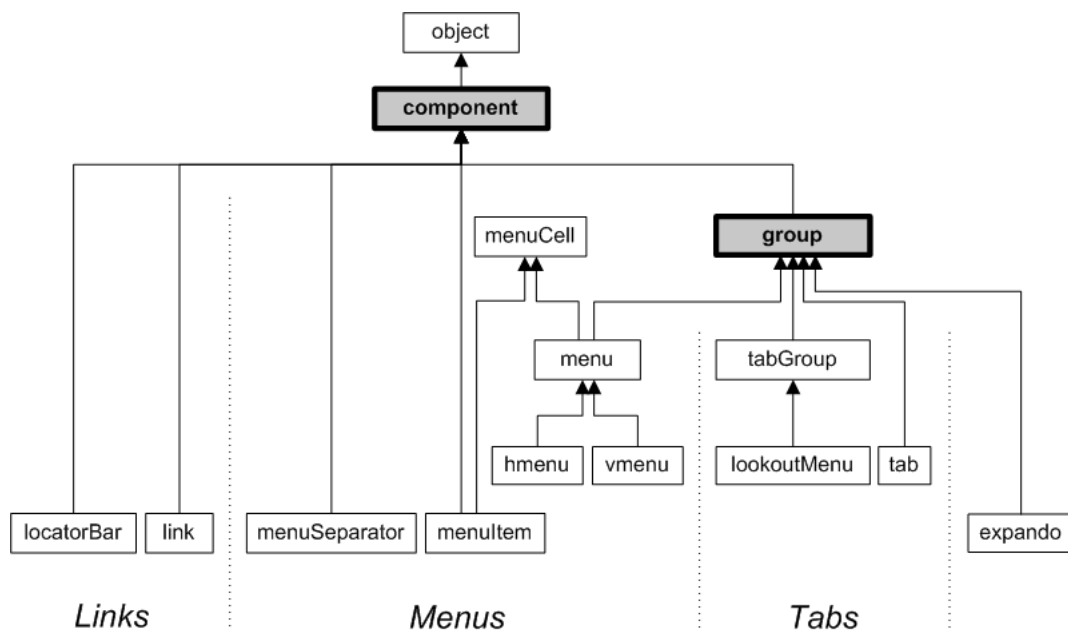 object
component
menuCell
group
menu
tabGroup
hmenu
vmenu
lookoutMenu
tab
locatorBar
link
menuSeparator
menuItem
expando
Links
Menus
Tabs